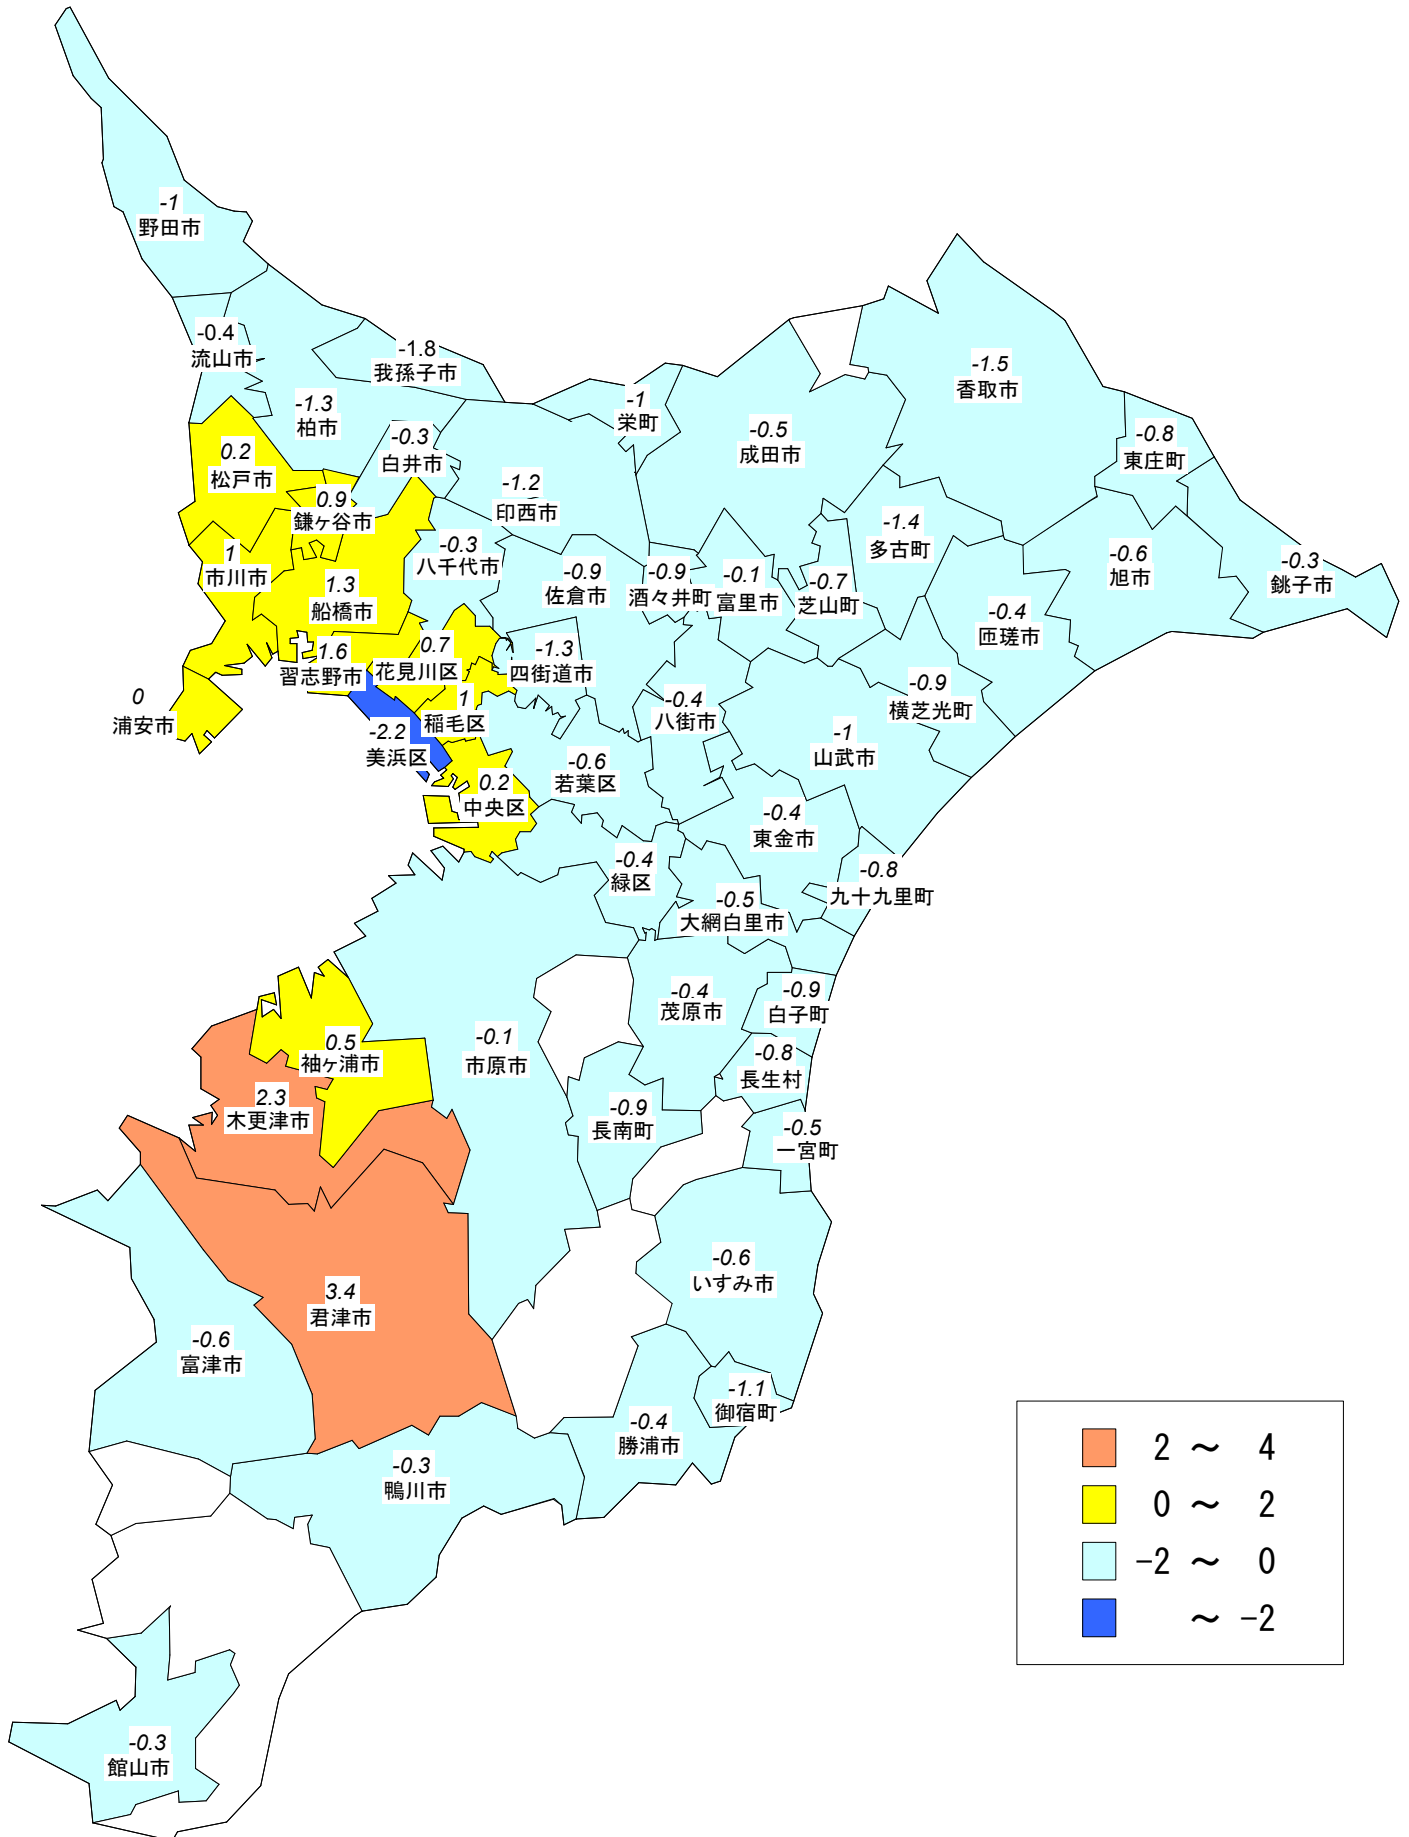 -1
野田市
-0.4
流山市
-1.8
我孫子市
-1.3
柏市
-0.3
白井市
-1
栄町
-0.5
成田市
-1.5
香取市
-0.8
東庄町
0.2
松戸市
0.9
鎌ヶ谷市
-1.2
印西市
-1.4
多古町
-0.6
旭市
-0.3
銚子市
1
市川市
1.3
船橋市
-0.3
八千代市
-0.9
佐倉市
-0.9
酒々井町
-0.1
富里市
-0.7
芝山町
-0.4
匝瑳市
1.6
習志野市
0.7
花見川区
-1.3
四街道市
-0.4
八街市
-0.9
横芝光町
0
浦安市
-2.2
美浜区
1
稲毛区
-0.6
若葉区
-1
山武市
0.2
中央区
-0.4
東金市
-0.4
緑区
-0.5
大網白里市
-0.8
九十九里町
0.5
袖ヶ浦市
-0.1
市原市
-0.4
茂原市
-0.9
白子町
-0.8
長生村
2.3
木更津市
-0.9
長南町
-0.5
一宮町
3.4
君津市
-0.6
いすみ市
-0.6
富津市
-1.1
御宿町
-0.4
勝浦市
-0.3
鴨川市
-0.3
館山市
2 ～ 4
0 ～ 2
-2 ～ 0
～ -2